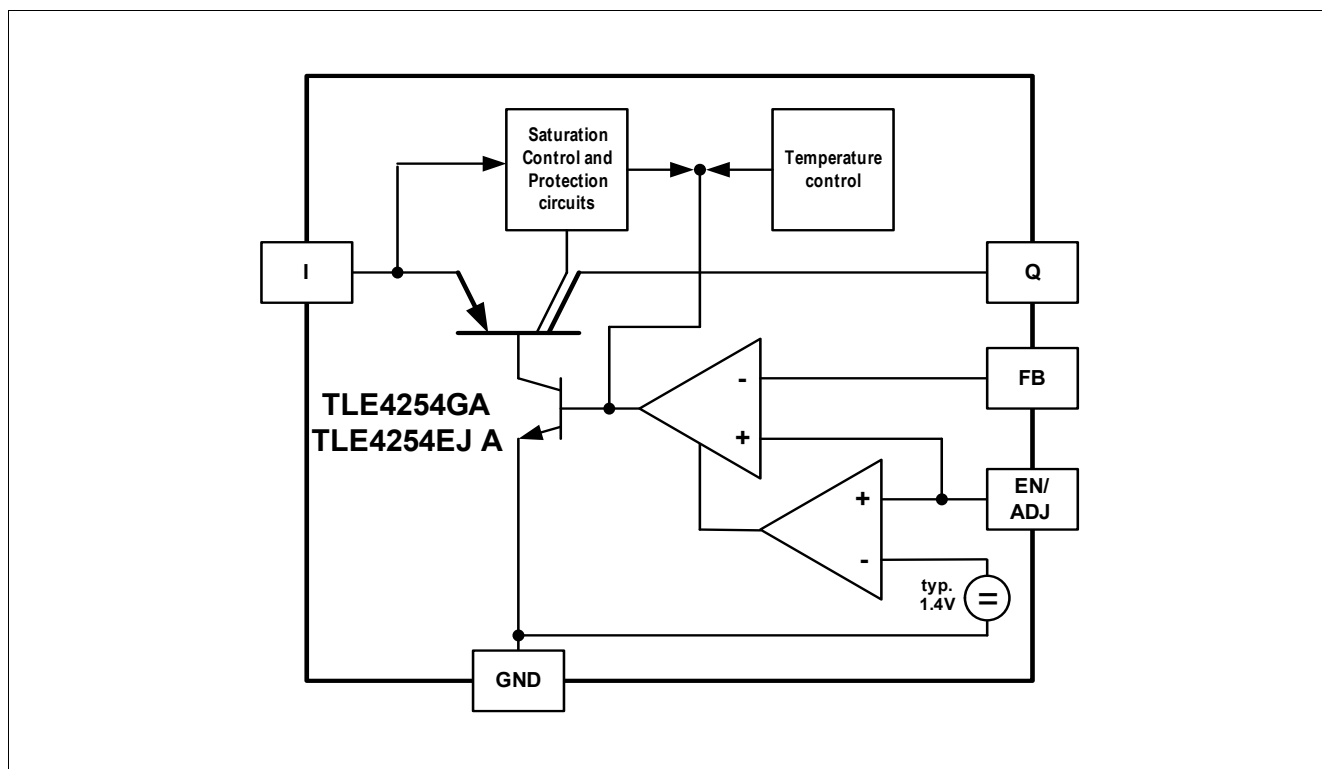 Saturation
Control and
Protection
circuits
Temperature
control
I
Q
-
FB
TLE4254GA
TLE4254EJ A
+
+
EN/
ADJ
-
typ.
1.4V
=
GND